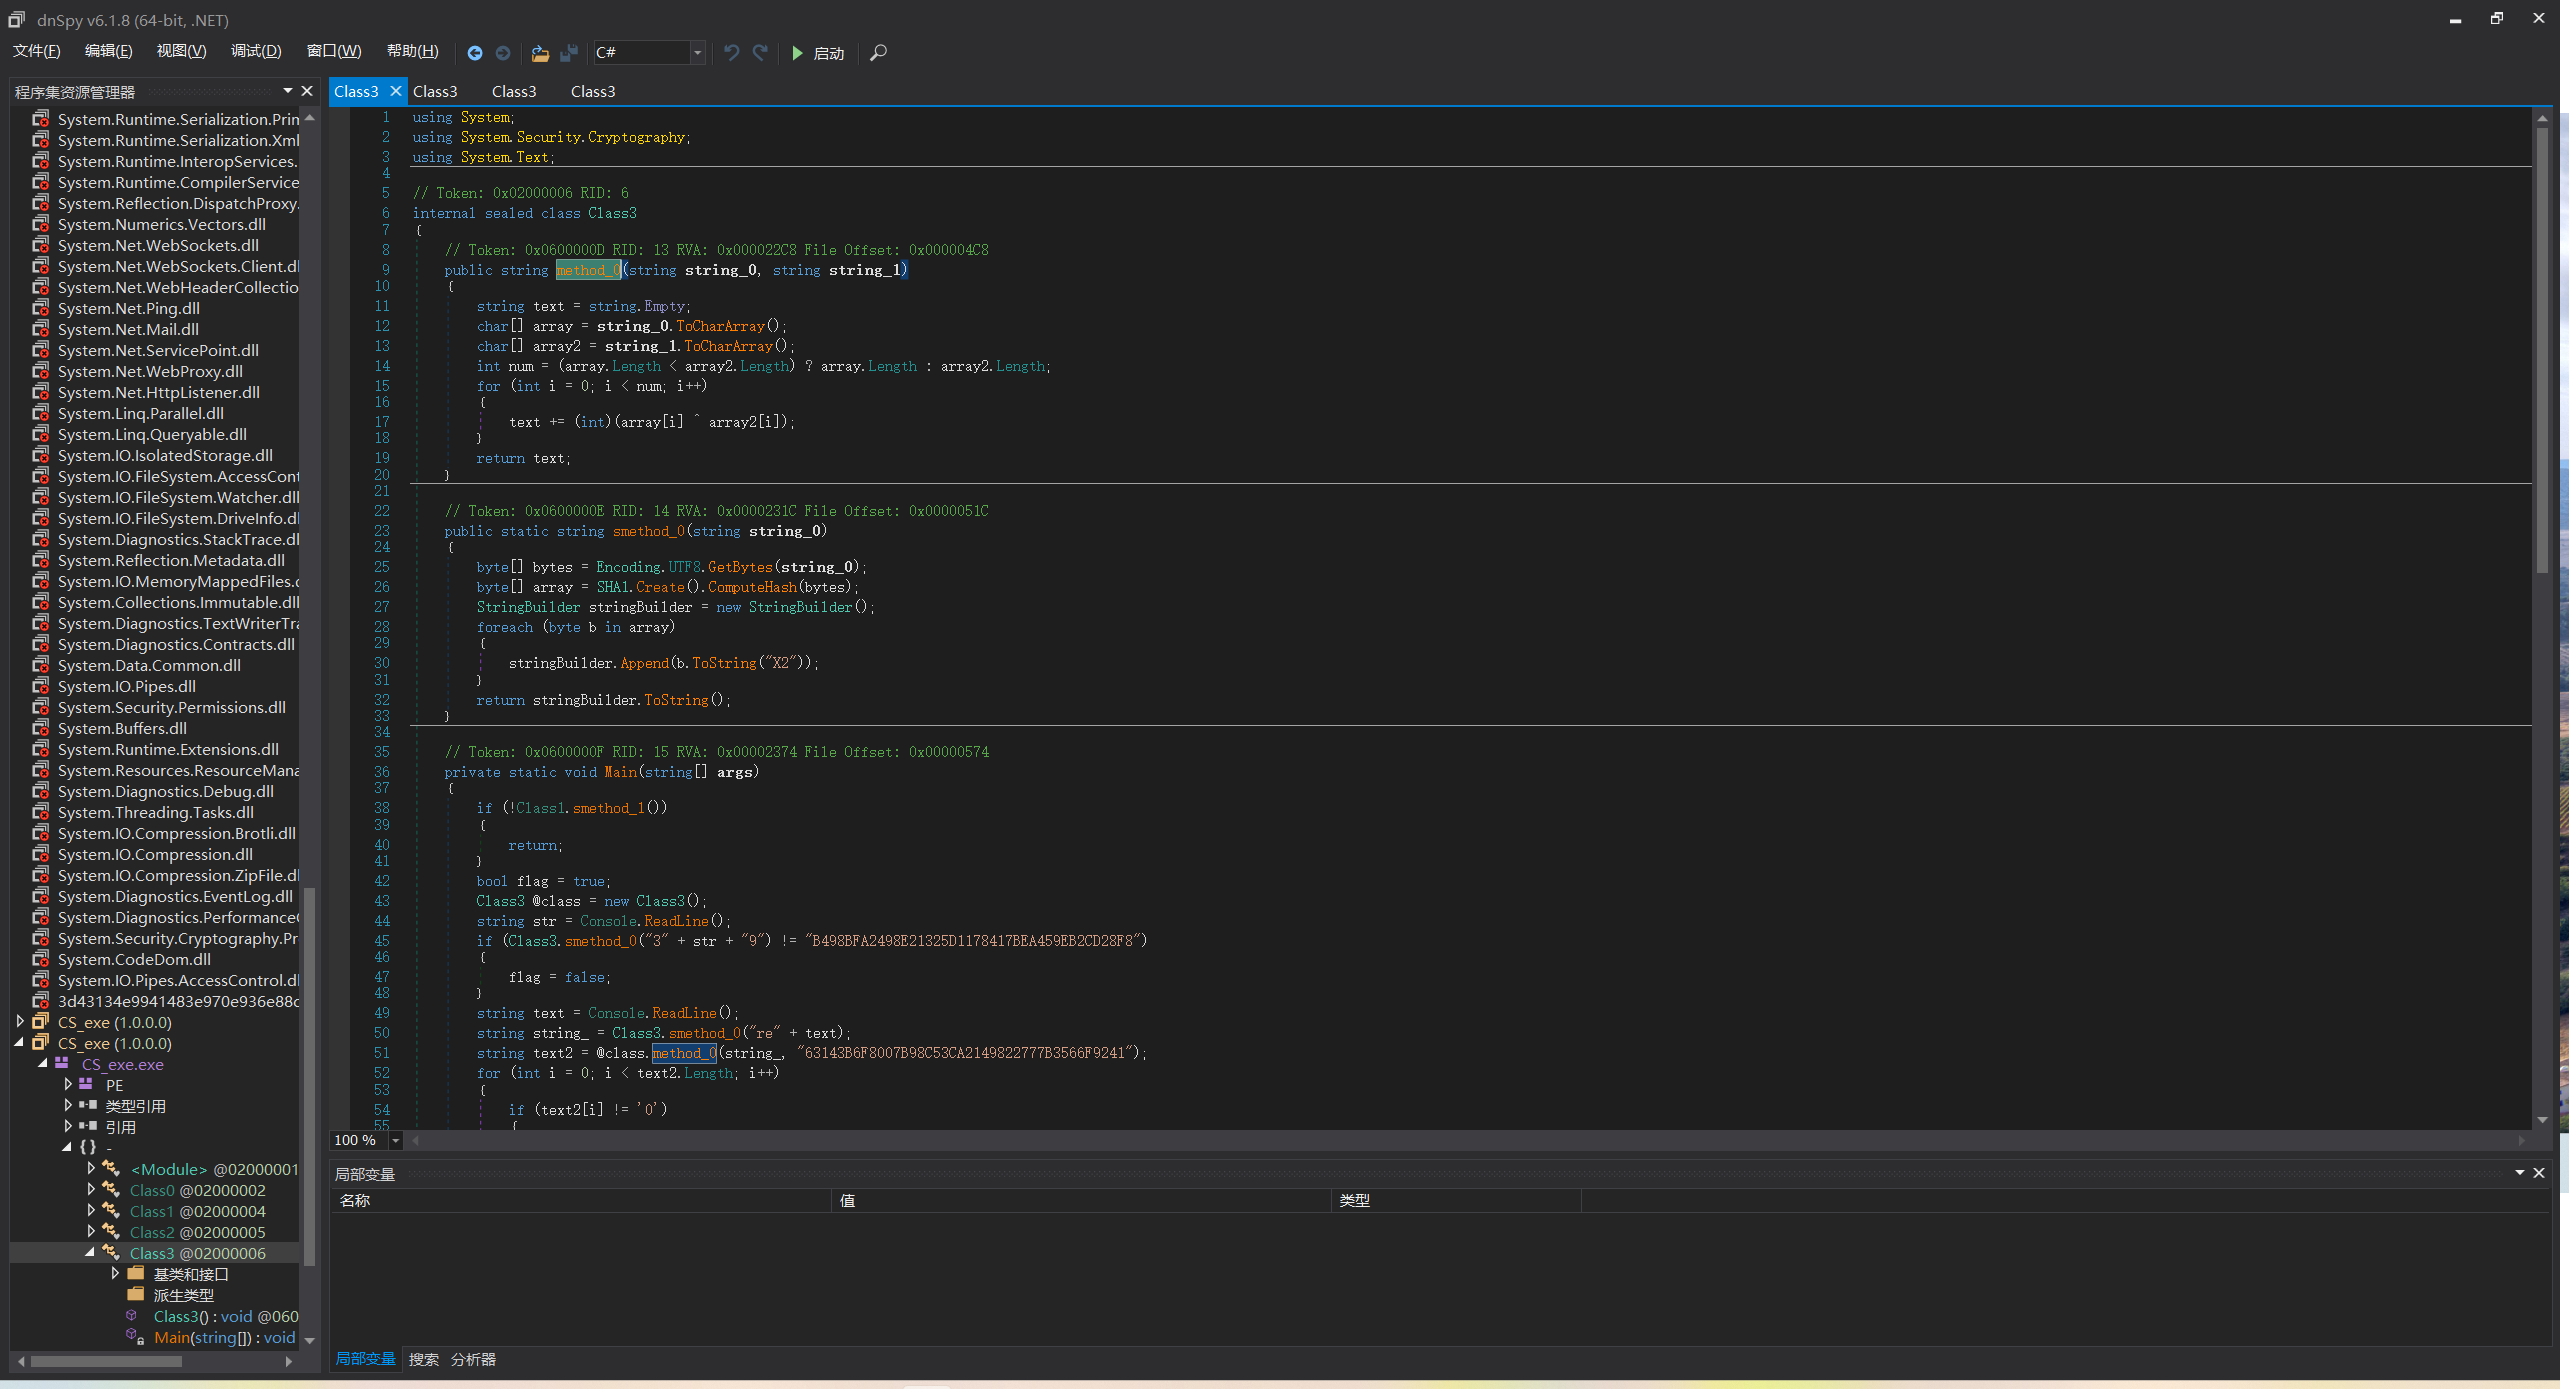 dnSpy v6.1.8 (64-bit, .NET)
文件(F) 编辑(E) 视图(V) 调试(D) 窗口(W) 帮助(H) C# 启动
程序集资源管理器
System.Runtime.Serialization.Prin
System.Runtime.Serialization.Xml
System.Runtime.InteropServices.
System.Runtime.CompilerService
System.Reflection.DispatchProxy.
System.Numerics.Vectors.dll
System.Net.WebSockets.dll
System.Net.WebSockets.Client.dl
System.Net.WebHeaderCollectio
System.Net.Ping.dll
System.Net.Mail.dll
System.Net.ServicePoint.dll
System.Net.WebProxy.dll
System.Net.HttpListener.dll
System.Linq.Parallel.dll
System.Linq.Queryable.dll
System.IO.IsolatedStorage.dll
System.IO.FileSystem.AccessCont
System.IO.FileSystem.Watcher.dll
System.IO.FileSystem.DriveInfo.dl
System.Diagnostics.StackTrace.dl
System.Reflection.Metadata.dll
System.IO.MemoryMappedFiles.d
System.Collections.Immutable.dll
System.Diagnostics.TextWriterTra
System.Diagnostics.Contracts.dll
System.Data.Common.dll
System.IO.Pipes.dll
System.Security.Permissions.dll
System.Buffers.dll
System.Runtime.Extensions.dll
System.Resources.ResourceMana
System.Diagnostics.Debug.dll
System.Threading.Tasks.dll
System.IO.Compression.Brotli.dll
System.IO.Compression.dll
System.IO.Compression.ZipFile.dl
System.Diagnostics.EventLog.dll
System.Diagnostics.Performance
System.Security.Cryptography.Pr
System.CodeDom.dll
System.IO.Pipes.AccessControl.dl
3d43134e9941483e970e936e88c
CS_exe (1.0.0.0)
CS_exe (1.0.0.0)
CS_exe.exe
PE
类型引用
引用
{ } -
<Module> @02000001
Class0 @02000002
Class1 @02000004
Class2 @02000005
Class3 @02000006
基类和接口
派生类型
Class3() : void @060
Main(string[]) : void
Class3 Class3 Class3 Class3
1 using System;
2 using System.Security.Cryptography;
3 using System.Text;
4
5 // Token: 0x02000006 RID: 6
6 internal sealed class Class3
7 {
8 // Token: 0x0600000D RID: 13 RVA: 0x000022C8 File Offset: 0x000004C8
9 public string method_0(string string_0, string string_1)
10 {
11 string text = string.Empty;
12 char[] array = string_0.ToCharArray();
13 char[] array2 = string_1.ToCharArray();
14 int num = (array.Length < array2.Length) ? array.Length : array2.Length;
15 for (int i = 0; i < num; i++)
16 {
17 text += (int)(array[i] ^ array2[i]);
18 }
19 return text;
20 }
21
22 // Token: 0x0600000E RID: 14 RVA: 0x0000231C File Offset: 0x0000051C
23 public static string smethod_0(string string_0)
24 {
25 byte[] bytes = Encoding.UTF8.GetBytes(string_0);
26 byte[] array = SHA1.Create().ComputeHash(bytes);
27 StringBuilder stringBuilder = new StringBuilder();
28 foreach (byte b in array)
29 {
30 stringBuilder.Append(b.ToString("X2"));
31 }
32 return stringBuilder.ToString();
33 }
34
35 // Token: 0x0600000F RID: 15 RVA: 0x00002374 File Offset: 0x00000574
36 private static void Main(string[] args)
37 {
38 if (!Class1.smethod_1())
39 {
40 return;
41 }
42 bool flag = true;
43 Class3 @class = new Class3();
44 string str = Console.ReadLine();
45 if (Class3.smethod_0("3" + str + "9") != "B498BFA2498E21325D1178417BEA459EB2CD28F8")
46 {
47 flag = false;
48 }
49 string text = Console.ReadLine();
50 string string_ = Class3.smethod_0("re" + text);
51 string text2 = @class.method_0(string_, "63143B6F8007B98C53CA2149822777B3566F9241");
52 for (int i = 0; i < text2.Length; i++)
53 {
54 if (text2[i] != '0')
55 {
100 %
局部变量
名称 值 类型
局部变量 搜索 分析器